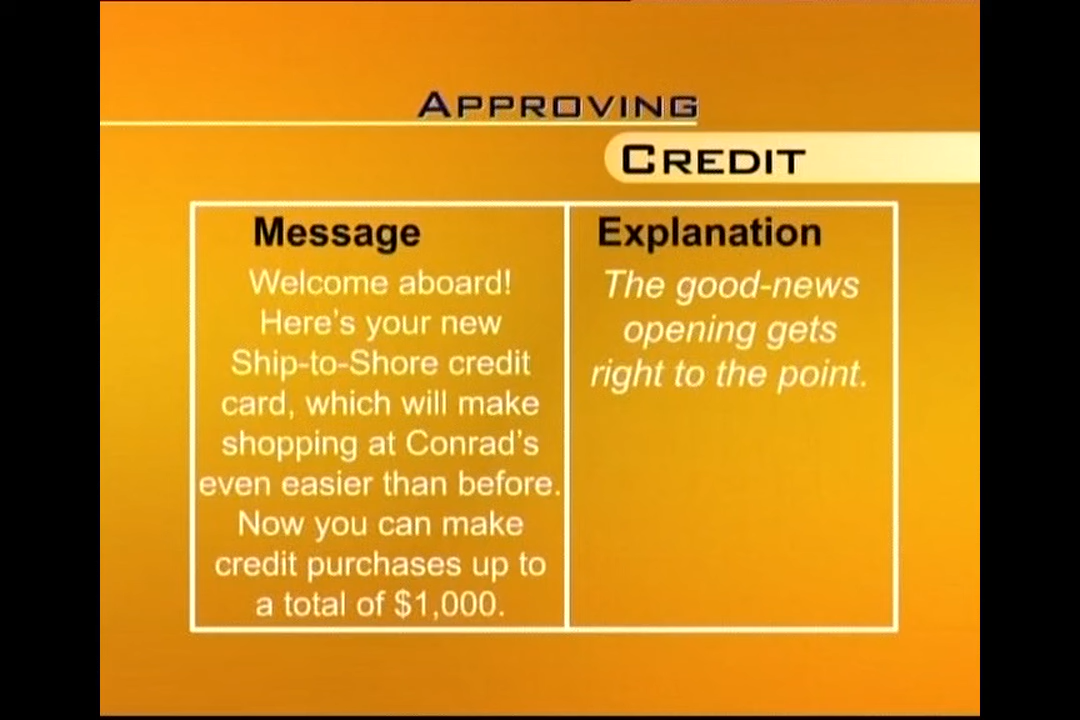 APPROVING
CREDIT
Message
Welcome aboard!
Here's your new
Ship-to-Shore credit
card, which will make
shopping at Conrad's
even easier than before.
Now you can make
credit purchases up to
a total of $1,000.
Explanation
The good-news
opening gets
right to the point.